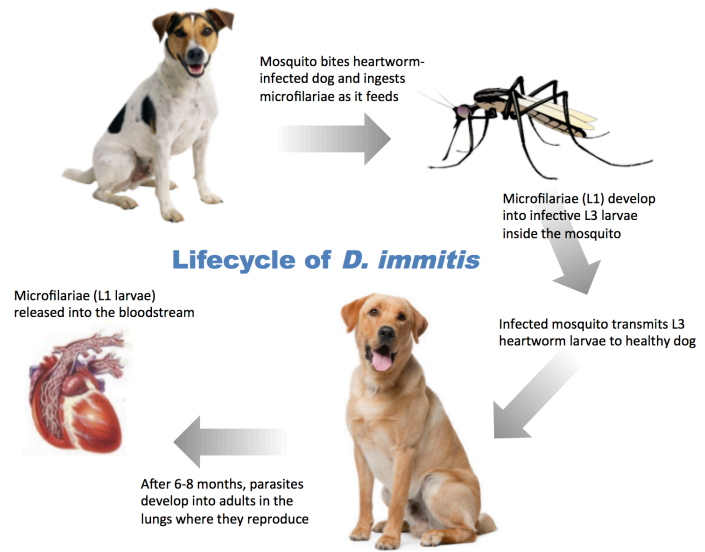 Mosquito bites heartworm-
infected dog and ingests
microfilariae as it feeds
Microfilariae (L1) develop
into infective L3 larvae
inside the mosquito
Lifecycle of D. immitis
Microfilariae (L1 larvae)
released into the bloodstream
Infected mosquito transmits L3
heartworm larvae to healthy dog
After 6-8 months, parasites
develop into adults in the
lungs where they reproduce